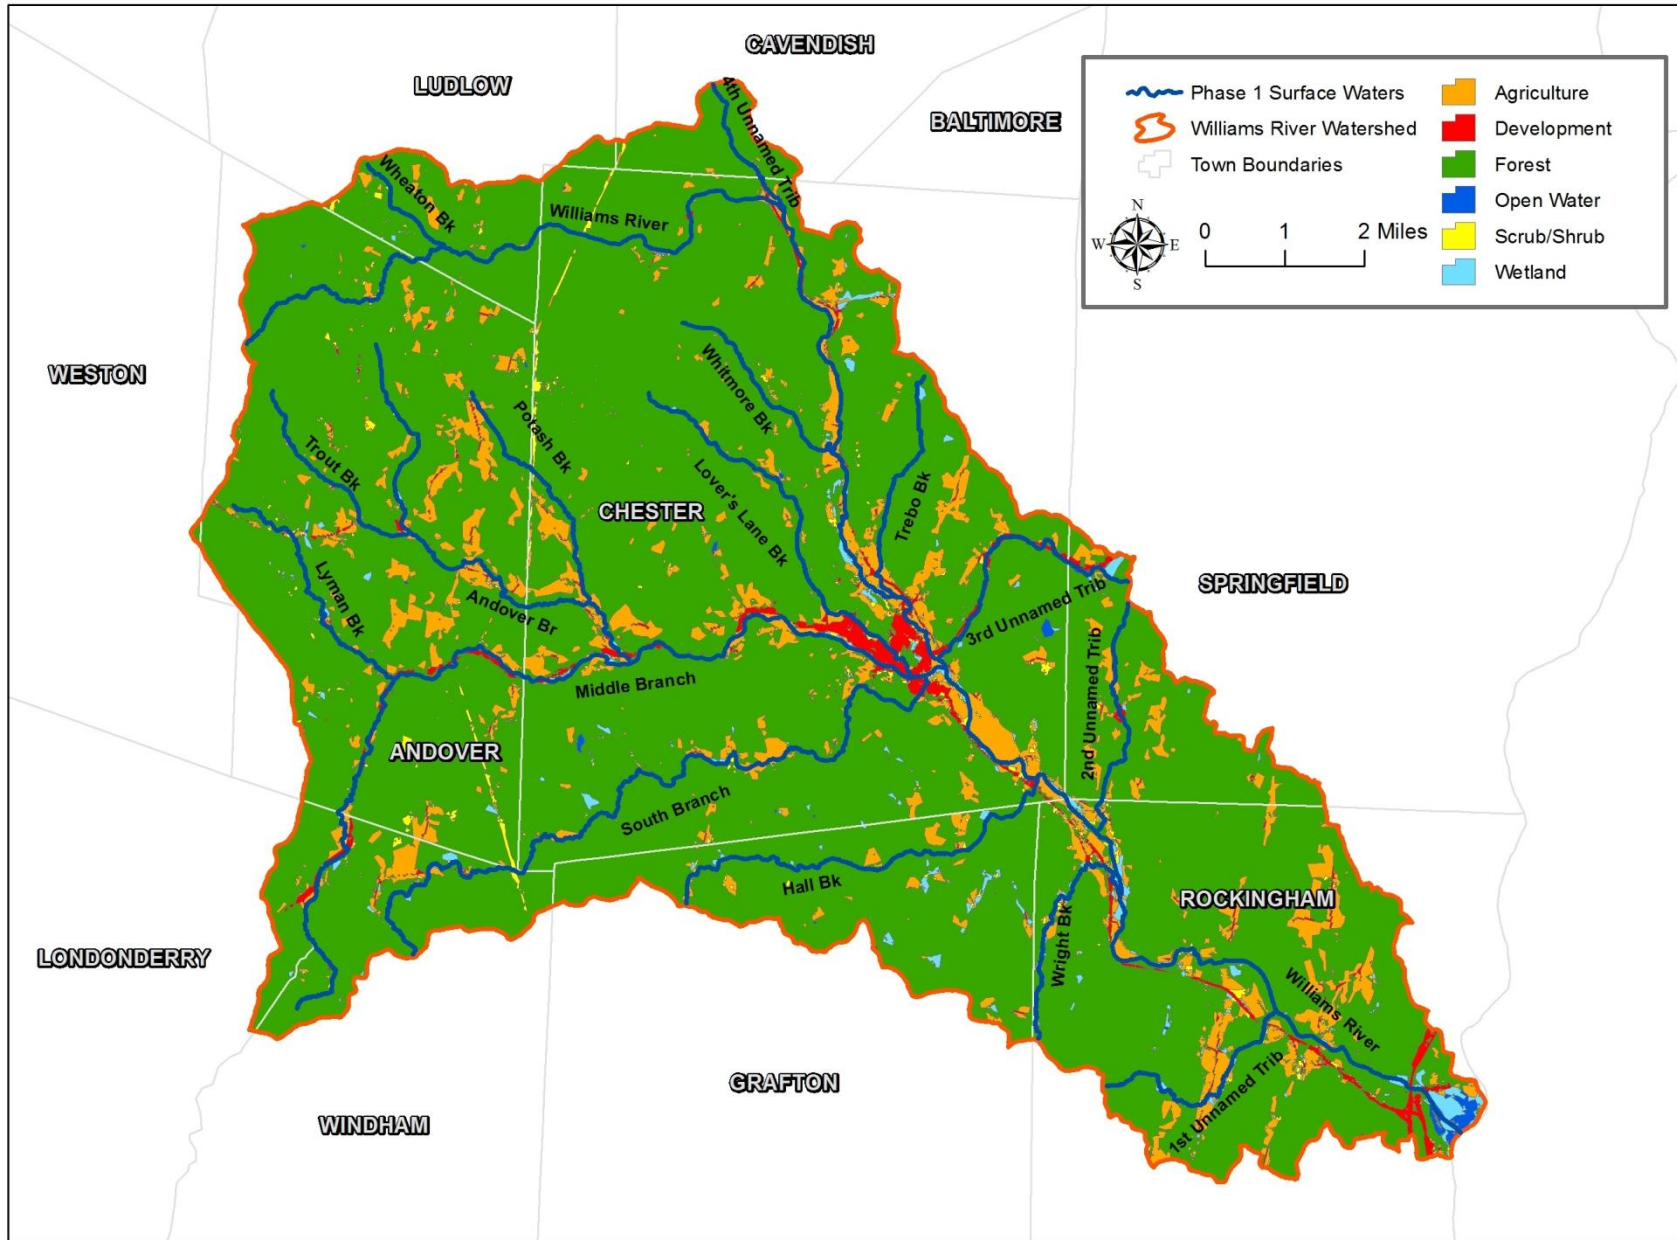 CAVENDISH
LUDLOW
BALTIMORE
Phase 1 Surface Waters
Williams River Watershed
Town Boundaries
Agriculture
Development
Forest
Open Water
Scrub/Shrub
Wetland
N
W E
S
0 1 2 Miles
4th Unnamed Trib
Wheaton Bk
Williams River
WESTON
Whitmore Bk
Potash Bk
Trout Bk
Lover's Lane Bk
CHESTER
Trebo Bk
SPRINGFIELD
Lyman Bk
Andover Br
3rd Unnamed Trib
2nd Unnamed Trib
Middle Branch
ANDOVER
South Branch
Hall Bk
ROCKINGHAM
Wright Bk
LONDONDERRY
Williams River
GRAFTON
1st Unnamed Trib
WINDHAM